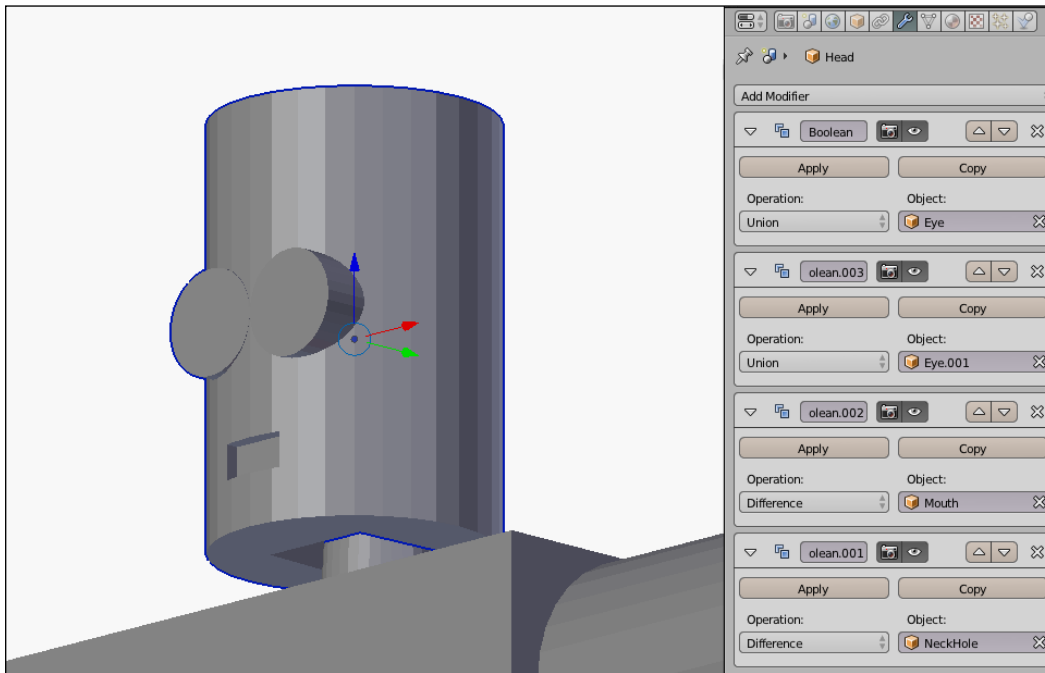 Head
Add Modifier
Boolean
Apply Copy
Operation: Object:
Union Eye
olean.003
Apply Copy
Operation: Object:
Union Eye.001
olean.002
Apply Copy
Operation: Object:
Difference Mouth
olean.001
Apply Copy
Operation: Object:
Difference NeckHole